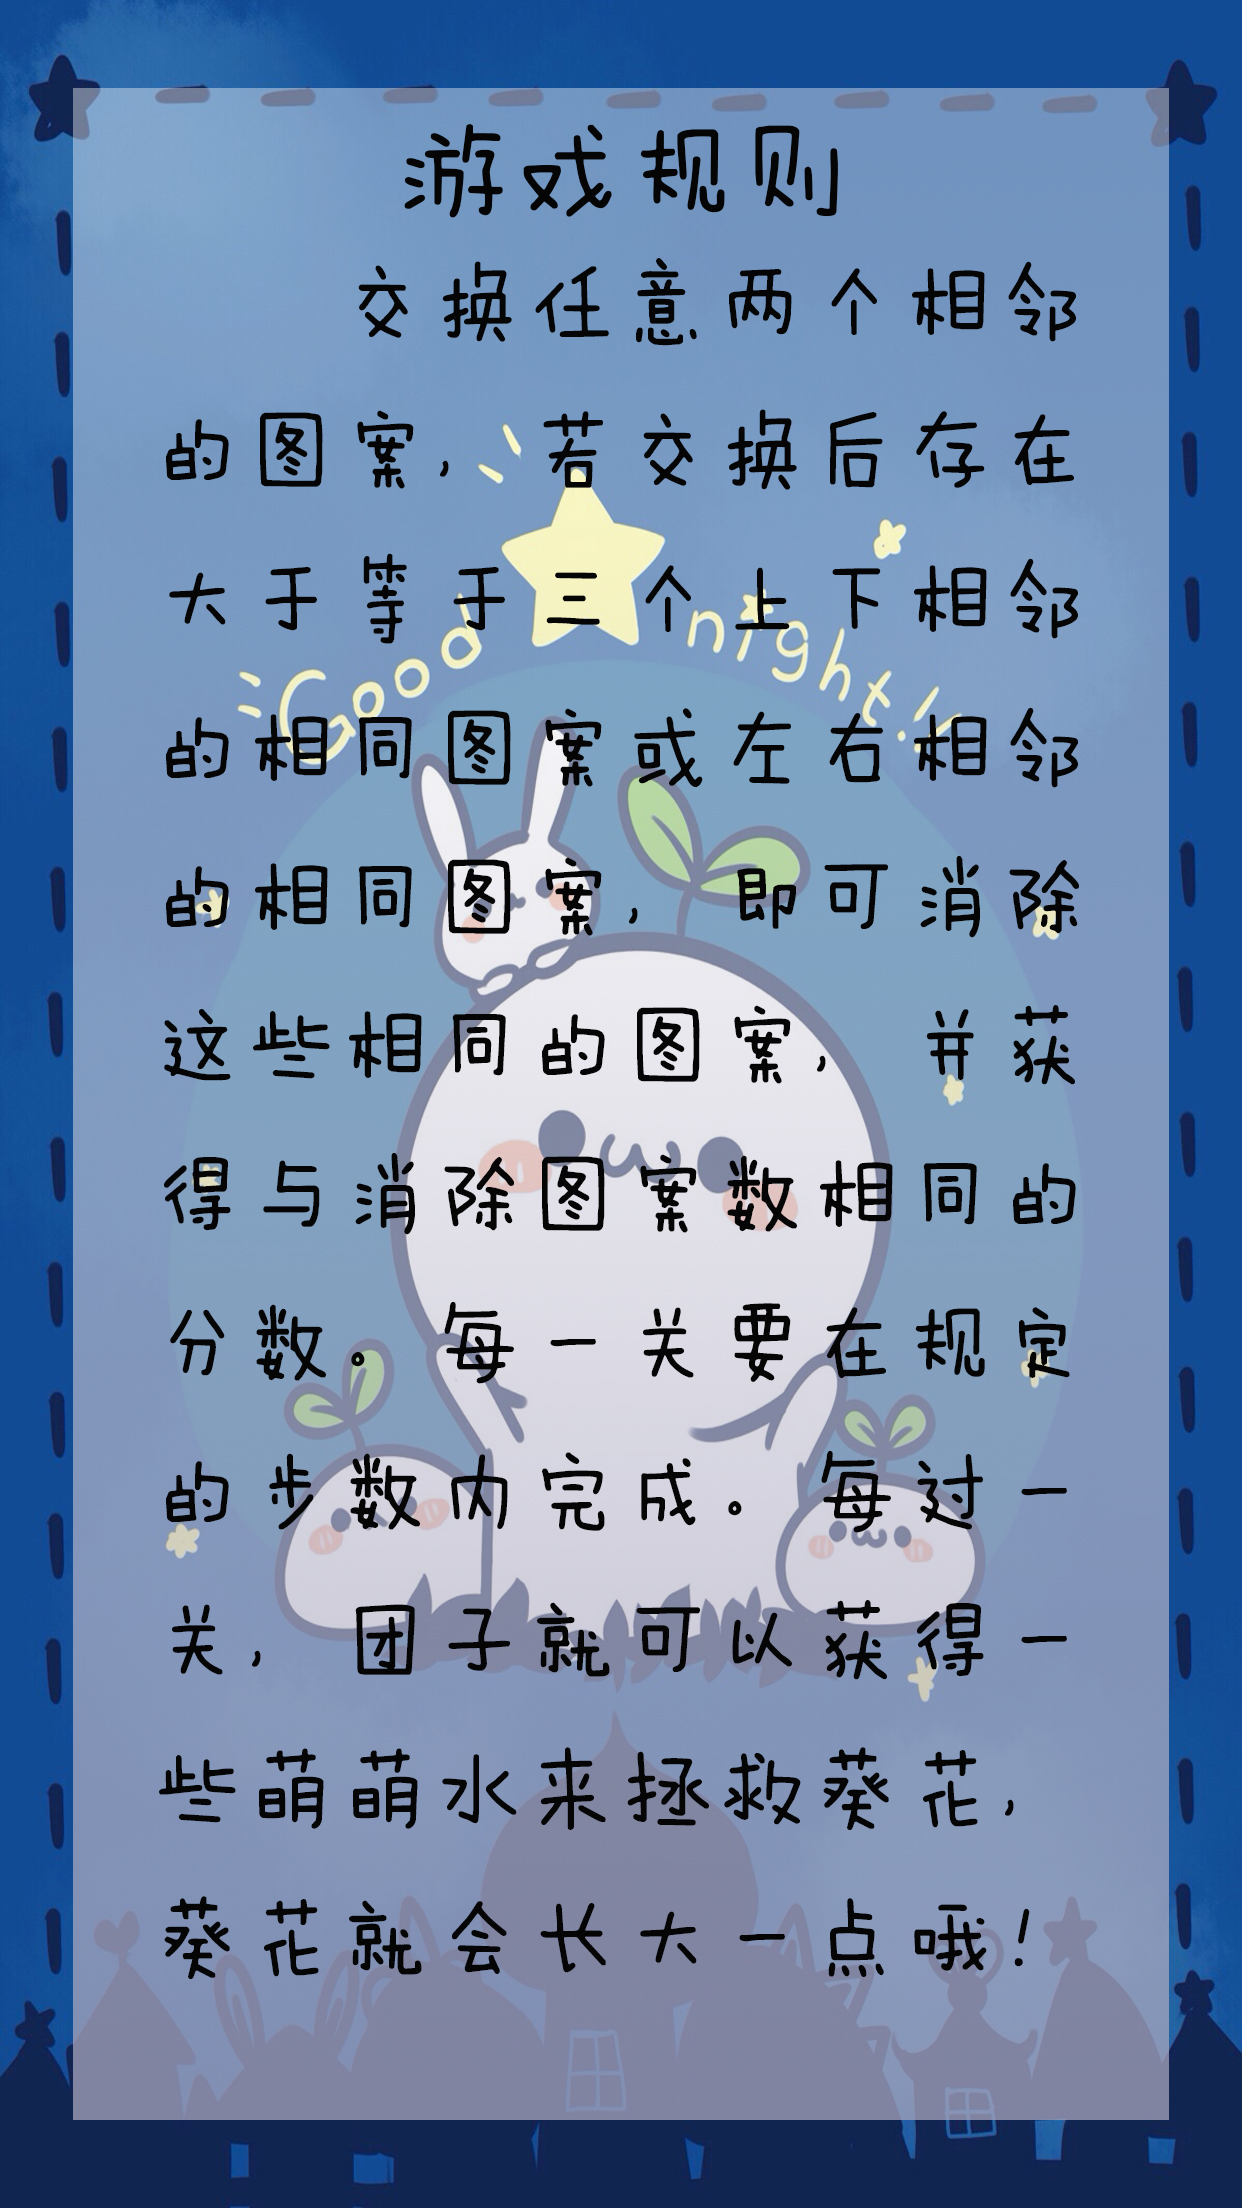 游戏规则
交换任意两个相邻
的图案，若交换后存在
大于等于三个上下相邻
Good night!!
的相同图案或左右相邻
的相同图案，即可消除
这些相同的图案，并获
得与消除图案数相同的
分数。每一关要在规定
的步数内完成。每过一
关，团子就可以获得一
些萌萌水来拯救葵花，
葵花就会长大一点哦！